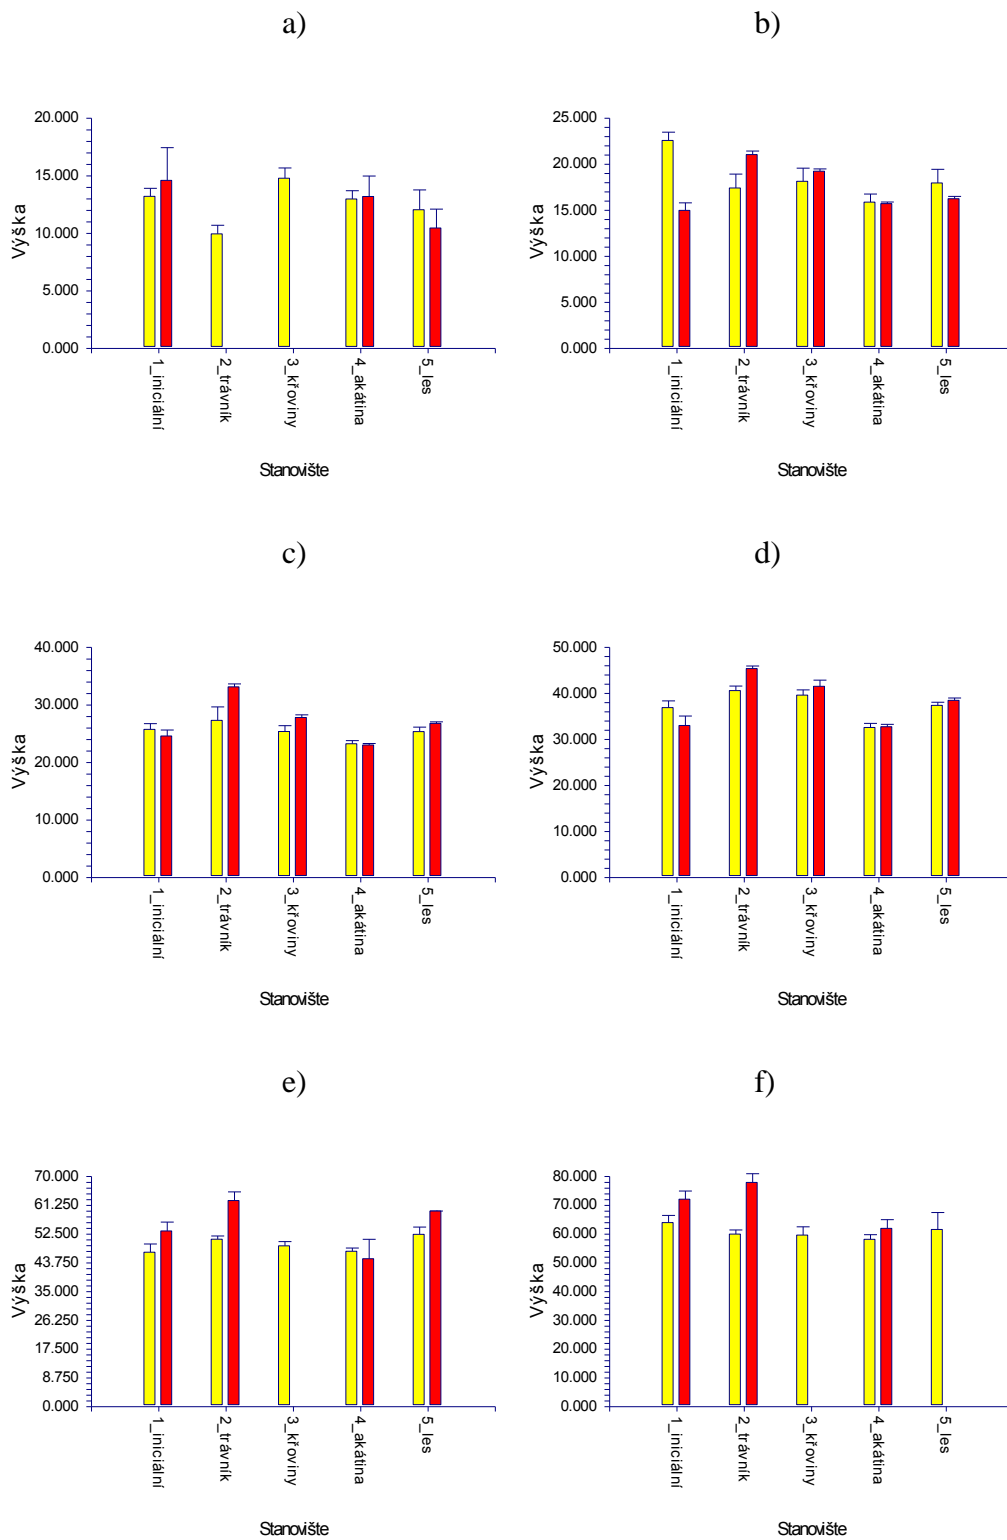 a)
20.000
15.000
10.000
5.000
0.000
Výška
1_iniciální
2_trávník
3_křoviny
4_akátina
5_les
Stanovište
b)
25.000
20.000
15.000
10.000
5.000
0.000
Výška
1_iniciální
2_trávník
3_křoviny
4_akátina
5_les
Stanovište
c)
40.000
30.000
20.000
10.000
0.000
Výška
1_iniciální
2_trávník
3_křoviny
4_akátina
5_les
Stanovište
d)
50.000
40.000
30.000
20.000
10.000
0.000
Výška
1_iniciální
2_trávník
3_křoviny
4_akátina
5_les
Stanovište
e)
70.000
61.250
52.500
43.750
35.000
26.250
17.500
8.750
0.000
Výška
1_iniciální
2_trávník
3_křoviny
4_akátina
5_les
Stanovište
f)
80.000
70.000
60.000
50.000
40.000
30.000
20.000
10.000
0.000
Výška
1_iniciální
2_trávník
3_křoviny
4_akátina
5_les
Stanovište